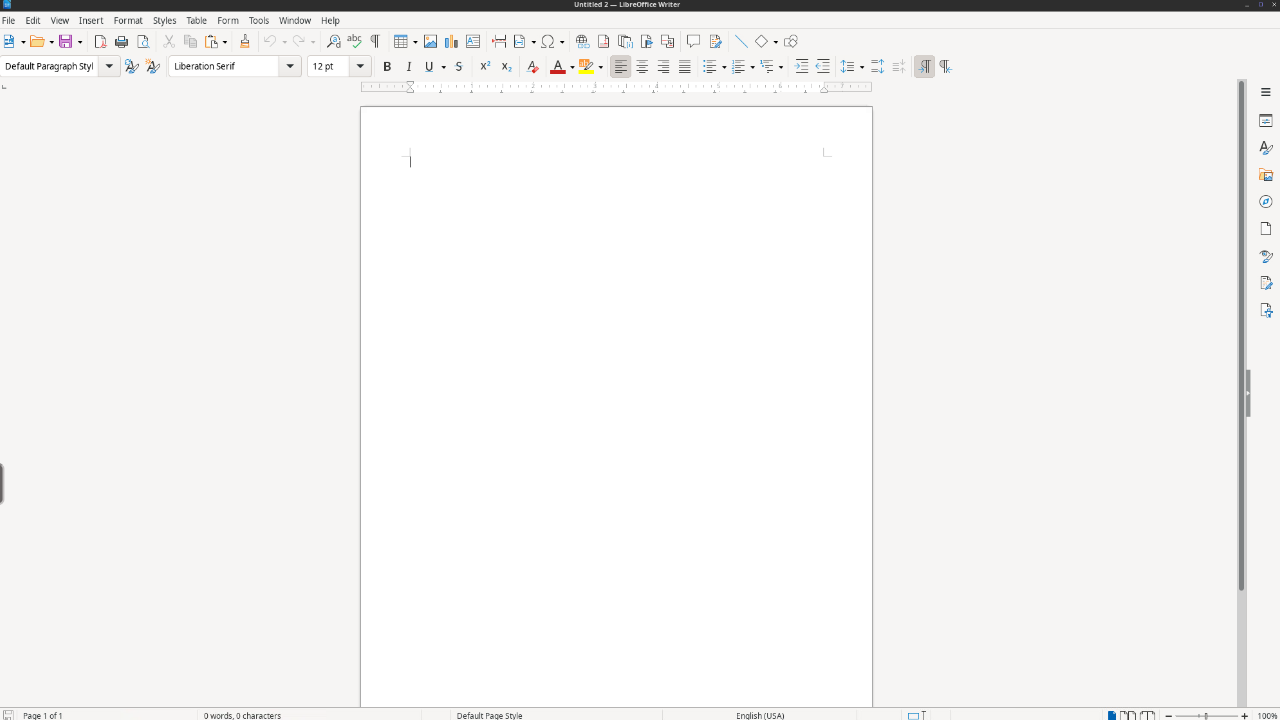 Untitled 2 — LibreOffice Writer
File Edit View Insert Format Styles Table Form Tools Window Help
Default Paragraph Styl Liberation Serif 12 pt
Page 1 of 1 0 words, 0 characters Default Page Style English (USA) 100%